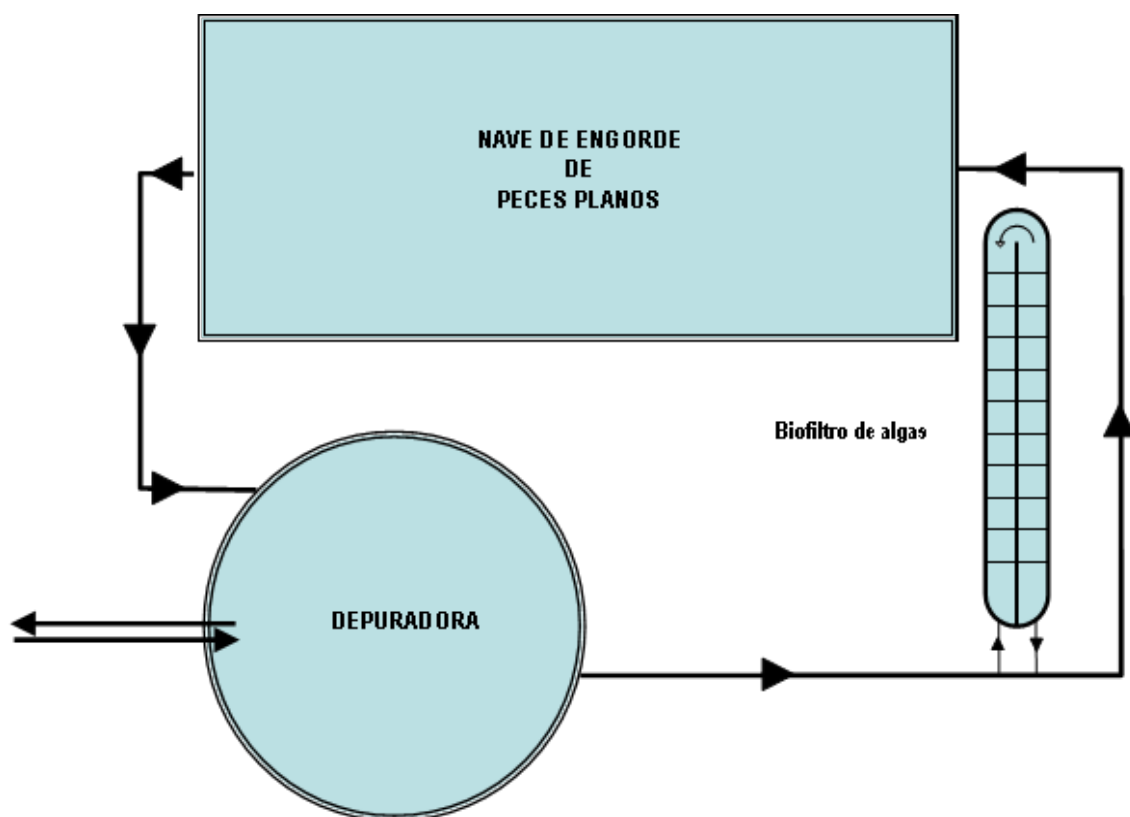 NAVE DE ENGORDE
DE
PECES PLANOS
Biofiltro de algas
DEPURADORA